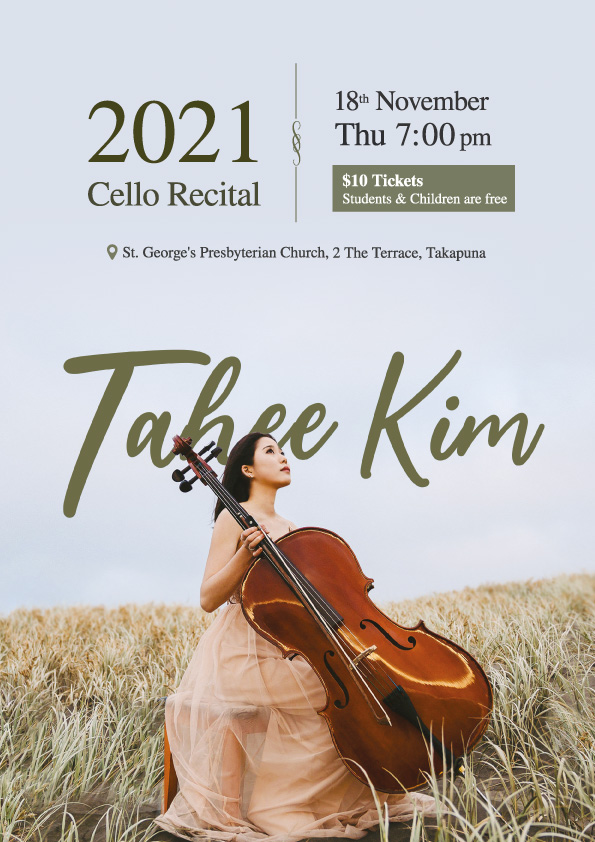 2021
Cello Recital
18th November
Thu 7:00 pm
$10 Tickets
Students & Children are free
St. George's Presbyterian Church, 2 The Terrace, Takapuna
Tahee Kim